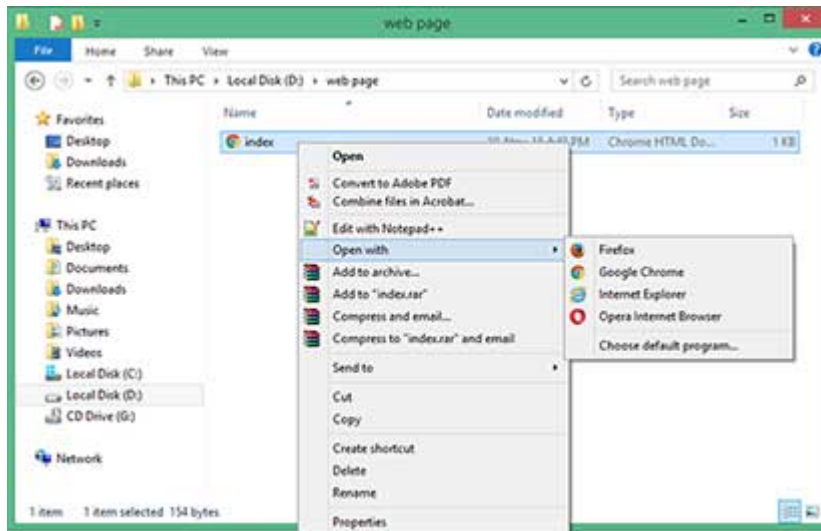 web page
File Home Share View
This PC Local Disk (D:) web page Search web page
Name Date modified Type Size
Favorites
Desktop
Downloads
Recent places
This PC
Desktop
Documents
Downloads
Music
Pictures
Videos
Local Disk (C:)
Local Disk (D:)
CD Drive (G:)
Network
index Chrome HTML Do... 1 KB
Open
Convert to Adobe PDF
Combine files in Acrobat...
Edit with Notepad++
Open with
Add to archive...
Add to "index.rar"
Compress and email...
Compress to "index.rar" and email
Send to
Cut
Copy
Create shortcut
Delete
Rename
Properties
Firefox
Google Chrome
Internet Explorer
Opera Internet Browser
Choose default program...
1 item 1 item selected 154 bytes